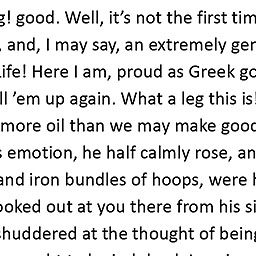 g! good. Well, it's not the first tim
, and, I may say, an extremely gen
Life! Here I am, proud as Greek go
ll 'em up again. What a leg this is!
more oil than we may make good
s emotion, he half calmly rose, an
and iron bundles of hoops, were h
ooked out at you there from his si
shuddered at the thought of being